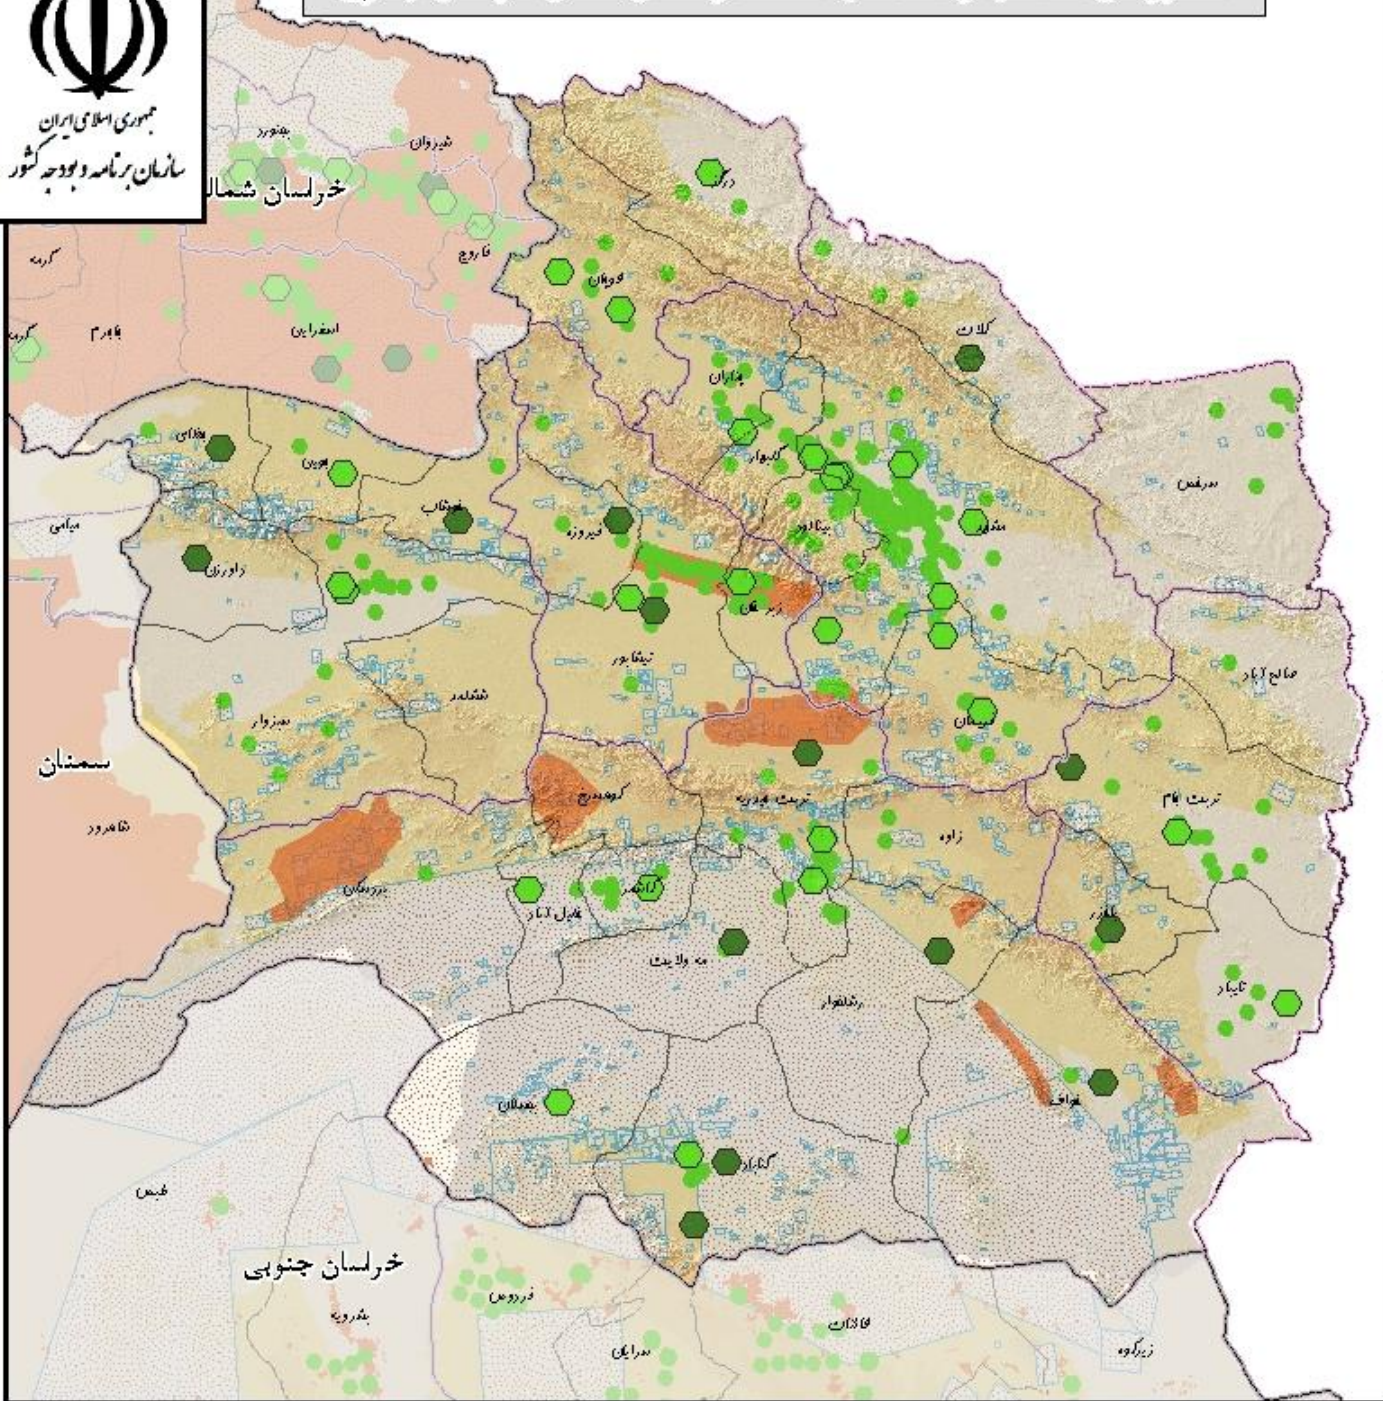 جمهوری اسلامی ایران
سازمان برنامه و بودجه کشور
بجنورد
شیروان
خراسان شمالی
درگز
گرمه
فاروج
قوچان
جاجرم
اسفراین
کلات
چناران
جغتای
جوین
گلبهار
سرخس
خوشاب
فیروزه
بینالود
مشهد
میامی
داورزن
زبرخان
نیشابور
صالح آباد
ششتمد
سبزوار
فریمان
سمنان
کوهسرخ
تربت حیدریه
تربت جام
شاهرود
زاوه
بردسکن
کاشمر
خلیل آباد
باخرز
مه ولایت
تایباد
رشتخوار
خواف
بجستان
گناباد
طبس
خراسان جنوبی
فردوس
بشرویه
قائنات
سرایان
زیرکوه